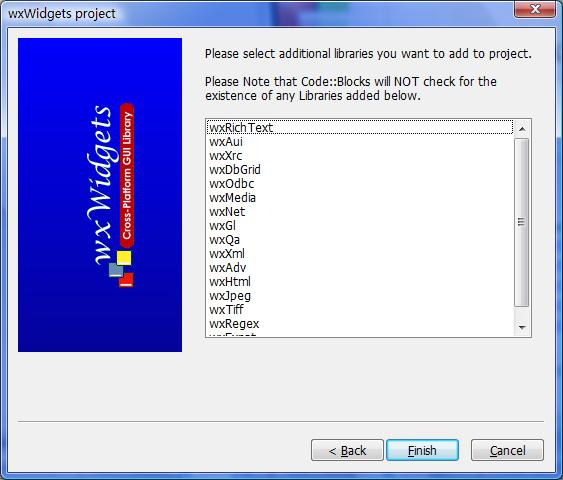 wxWidgets project
Please select additional libraries you want to add to project.
Please Note that Code::Blocks will NOT check for the
existence of any Libraries added below.
wxWidgets
Cross-Platform GUI Library
wxRichText
wxAui
wxXrc
wxDbGrid
wxOdbc
wxMedia
wxNet
wxGl
wxQa
wxXml
wxAdv
wxHtml
wxJpeg
wxTiff
wxRegex
< Back
Finish
Cancel